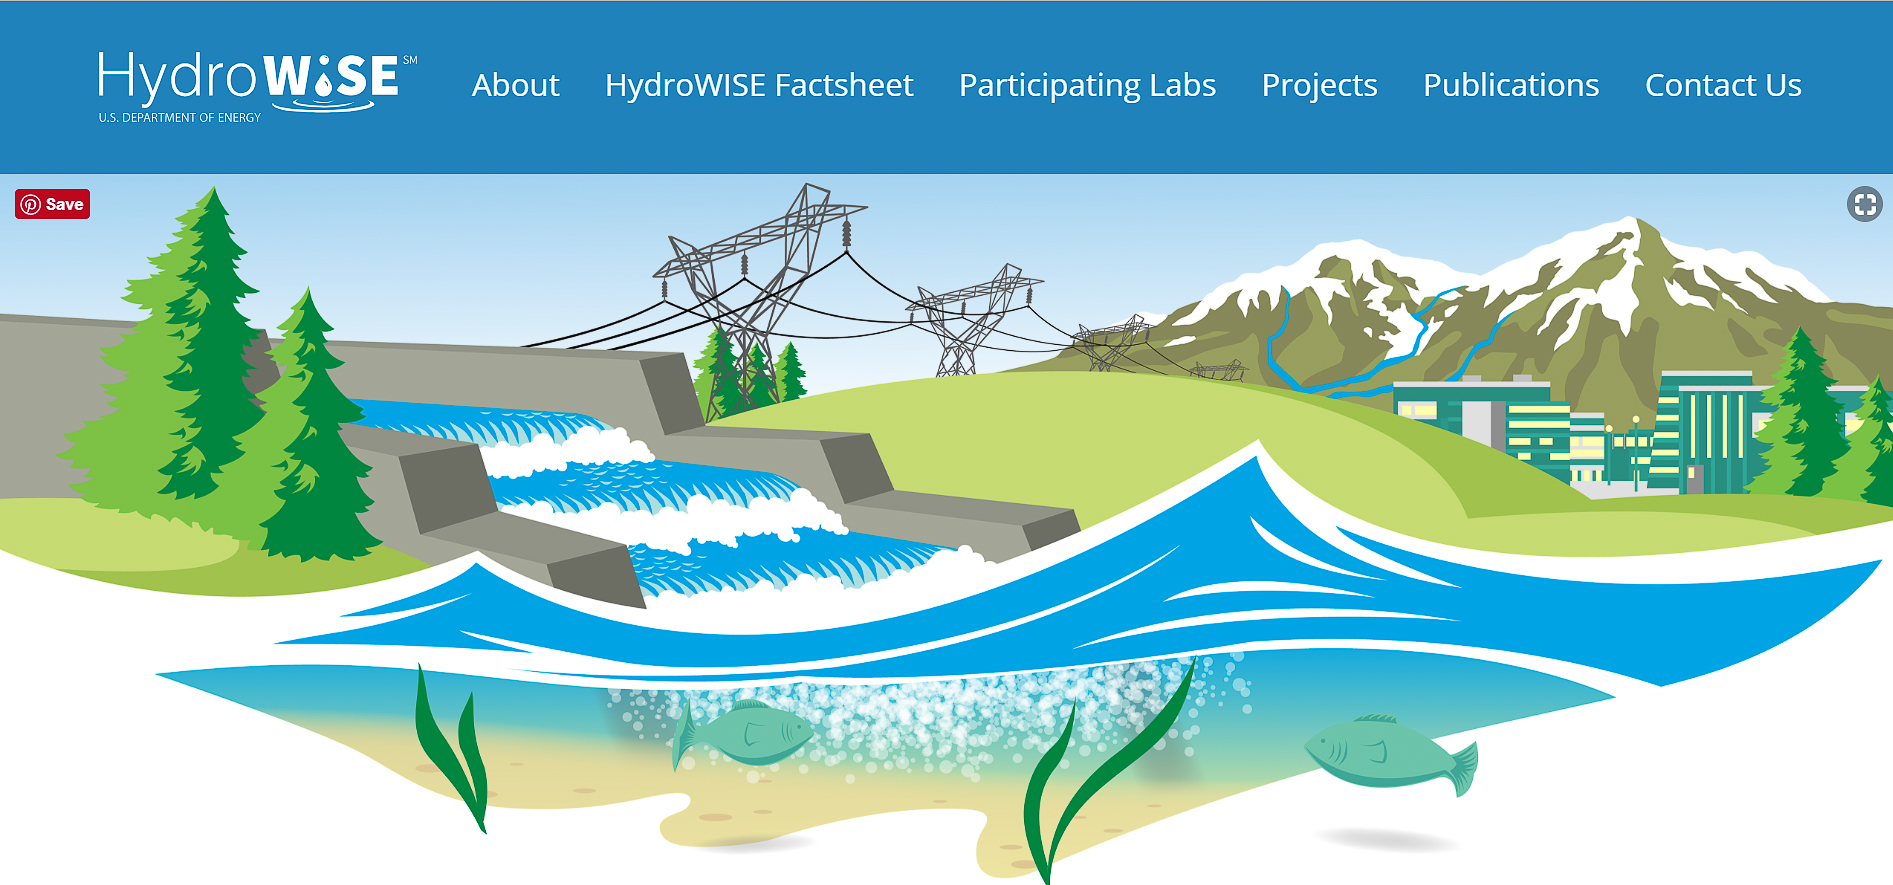 HydroWISE SM
U.S. DEPARTMENT OF ENERGY
About HydroWISE Factsheet Participating Labs Projects Publications Contact Us
Save